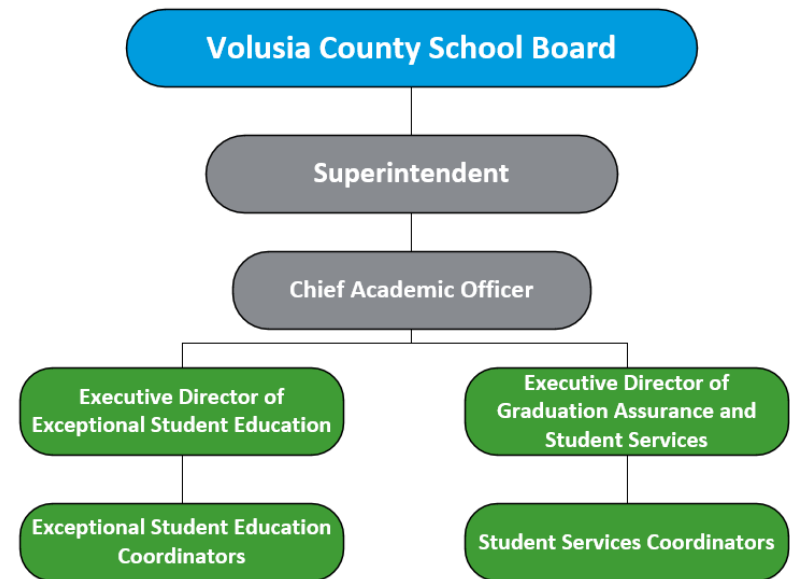 Volusia County School Board
Superintendent
Chief Academic Officer
Executive Director of
Exceptional Student Education
Executive Director of
Graduation Assurance and
Student Services
Exceptional Student Education
Coordinators
Student Services Coordinators